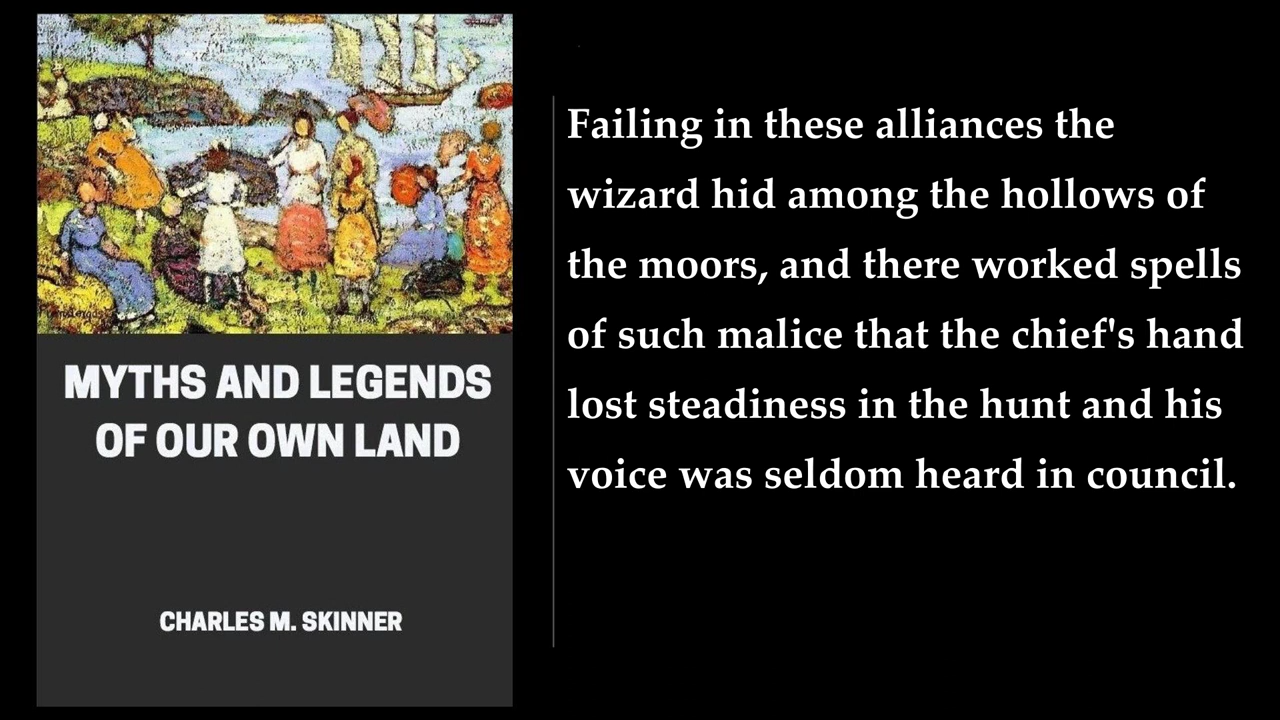 MYTHS AND LEGENDS
OF OUR OWN LAND
CHARLES M. SKINNER
Failing in these alliances the
wizard hid among the hollows of
the moors, and there worked spells
of such malice that the chief's hand
lost steadiness in the hunt and his
voice was seldom heard in council.